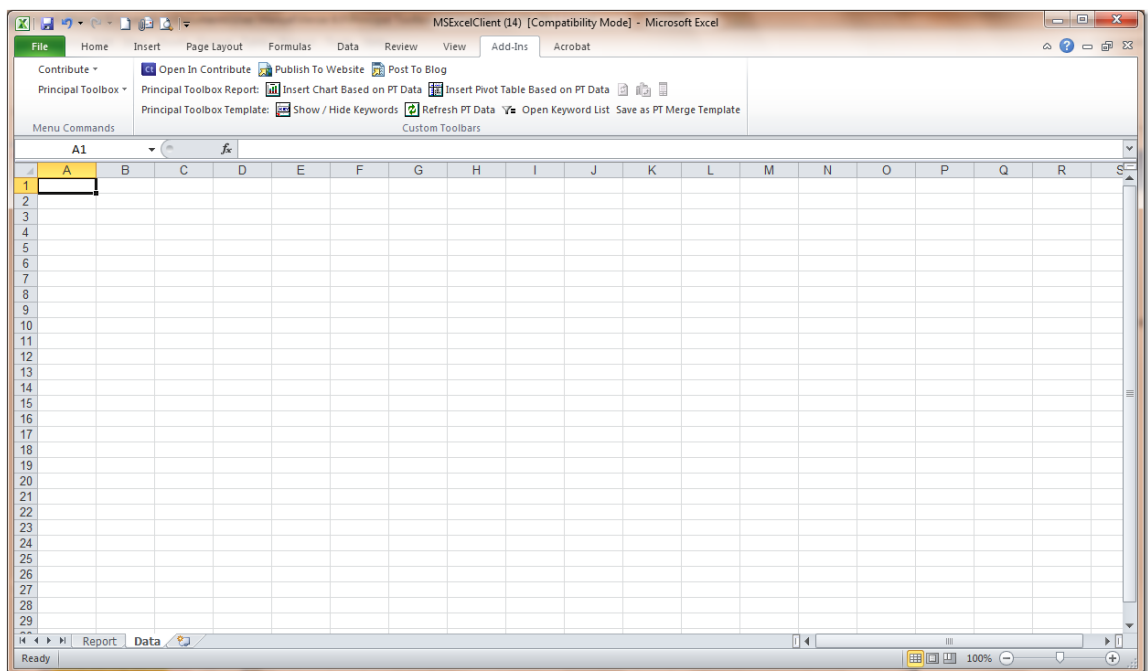 MSExcelClient (14) [Compatibility Mode] - Microsoft Excel
File Home Insert Page Layout Formulas Data Review View Add-Ins Acrobat
Contribute Ct Open In Contribute Publish To Website Post To Blog
Principal Toolbox Principal Toolbox Report: Insert Chart Based on PT Data Insert Pivot Table Based on PT Data
Principal Toolbox Template: Show / Hide Keywords Refresh PT Data Open Keyword List Save as PT Merge Template
Menu Commands Custom Toolbars
A1 fx
A B C D E F G H I J K L M N O P Q R S
1
2
3
4
5
6
7
8
9
10
11
12
13
14
15
16
17
18
19
20
21
22
23
24
25
26
27
28
29
Report Data
Ready 100%